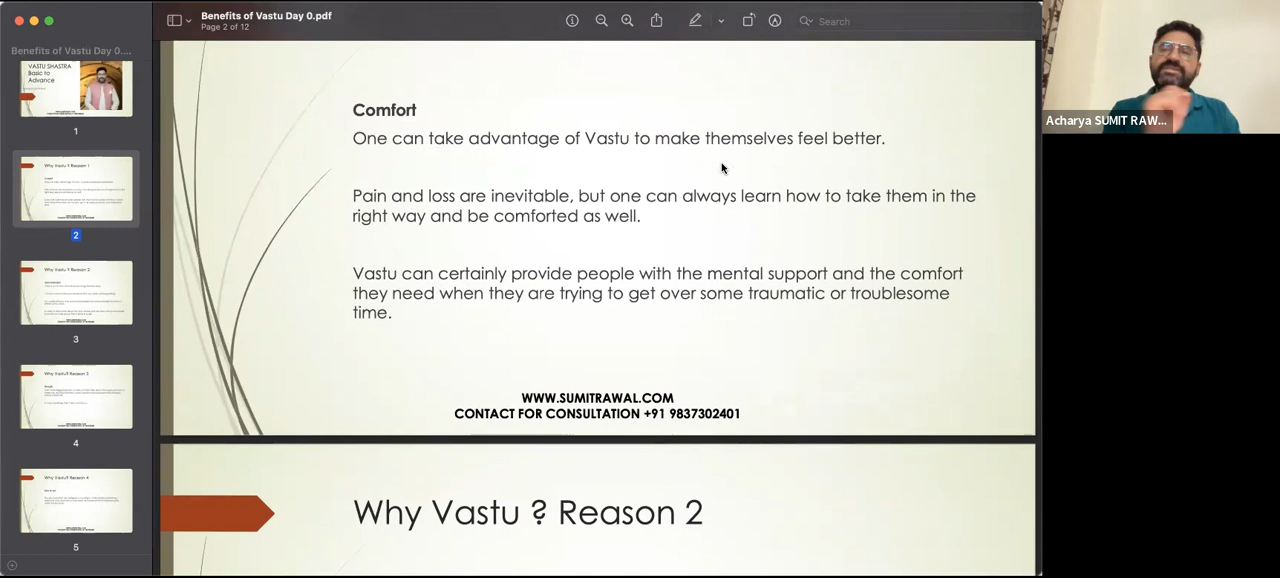 Benefits of Vastu Day 0.pdf
Page 2 of 12
Search
Benefits of Vastu Day 0....
VASTU SHASTRA
Basic to
Advance
1
Why Vastu ? Reason 1
2
Why Vastu ? Reason 2
3
Why Vastu? Reason 3
4
Why Vastu? Reason 4
5
Comfort
One can take advantage of Vastu to make themselves feel better.
Pain and loss are inevitable, but one can always learn how to take them in the
right way and be comforted as well.
Vastu can certainly provide people with the mental support and the comfort
they need when they are trying to get over some traumatic or troublesome
time.
WWW.SUMITRAWAL.COM
CONTACT FOR CONSULTATION +91 9837302401
Why Vastu ? Reason 2
Acharya SUMIT RAW...